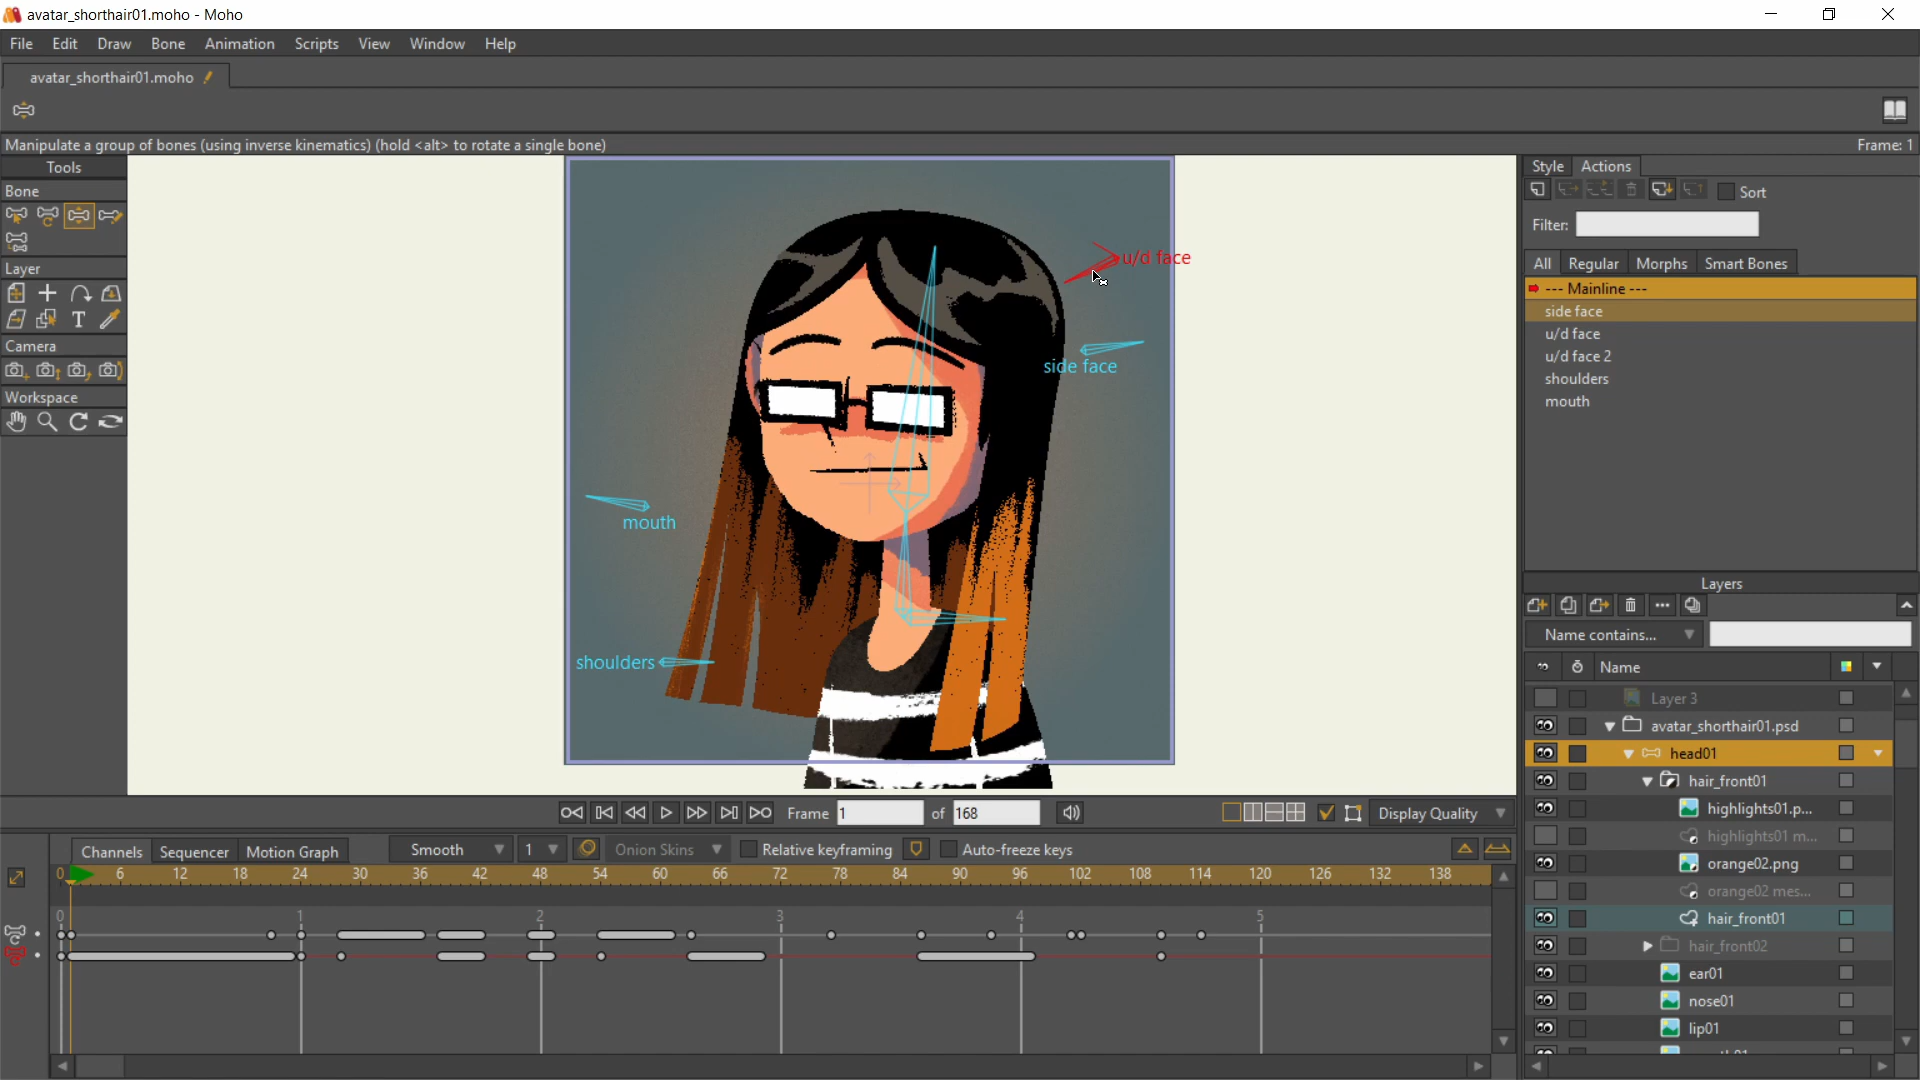 avatar_shorthair01.moho - Moho
File Edit Draw Bone Animation Scripts View Window Help
avatar_shorthair01.moho
Manipulate a group of bones (using inverse kinematics) (hold <alt> to rotate a single bone)
Frame: 1
Tools
Bone
Layer
Camera
Workspace
u/d face
side face
mouth
shoulders
Style Actions
Sort
Filter:
All Regular Morphs Smart Bones
--- Mainline ---
side face
u/d face
u/d face 2
shoulders
mouth
Layers
Name contains...
Name
Layer 3
avatar_shorthair01.psd
head01
hair_front01
highlights01.p...
highlights01 m...
orange02.png
orange02 mes...
hair_front01
hair_front02
ear01
nose01
lip01
Frame 1 of 168
Display Quality
Channels Sequencer Motion Graph Smooth 1 Onion Skins Relative keyframing Auto-freeze keys
0 6 12 18 24 30 36 42 48 54 60 66 72 78 84 90 96 102 108 114 120 126 132 138
0 1 2 3 4 5